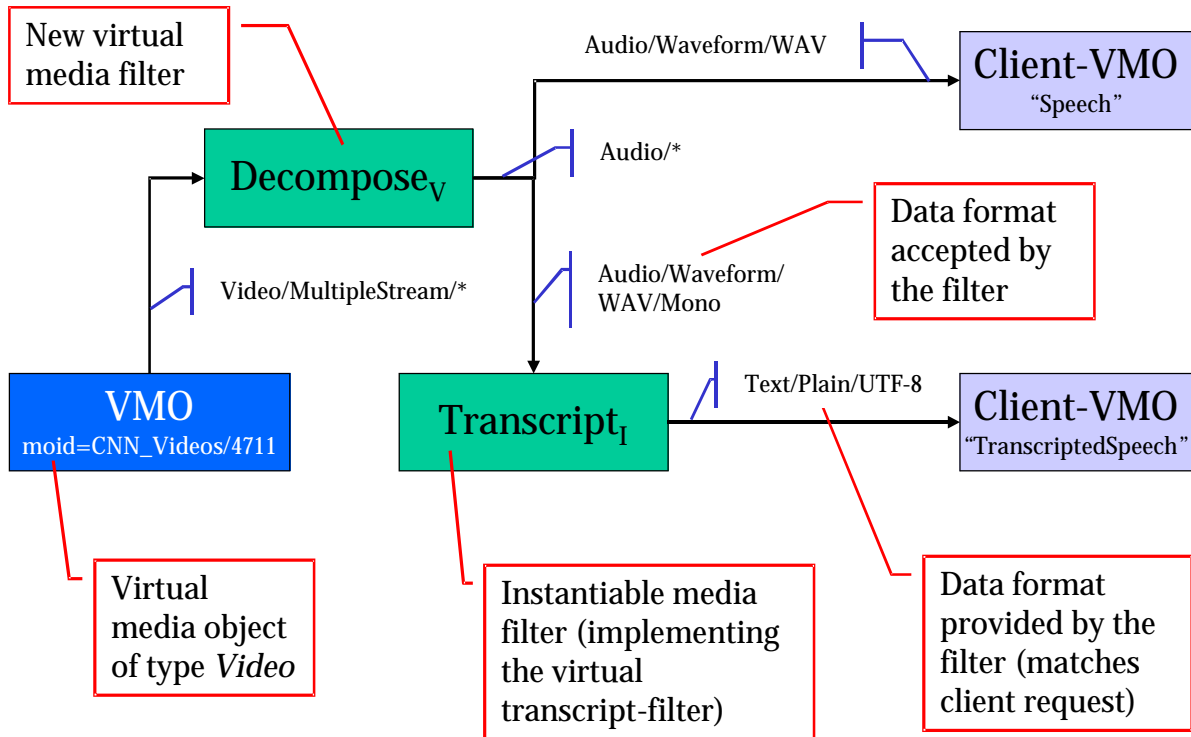 New virtual
media filter
Audio/Waveform/WAV
Client-VMO
“Speech”
Decompose_V
Audio/*
Data format
accepted by
the filter
Video/MultipleStream/*
Audio/Waveform/
WAV/Mono
VMO
moid=CNN_Videos/4711
Transcript_I
Text/Plain/UTF-8
Client-VMO
“TranscriptedSpeech”
Virtual
media object
of type Video
Instantiable media
filter (implementing
the virtual
transcript-filter)
Data format
provided by the
filter (matches
client request)